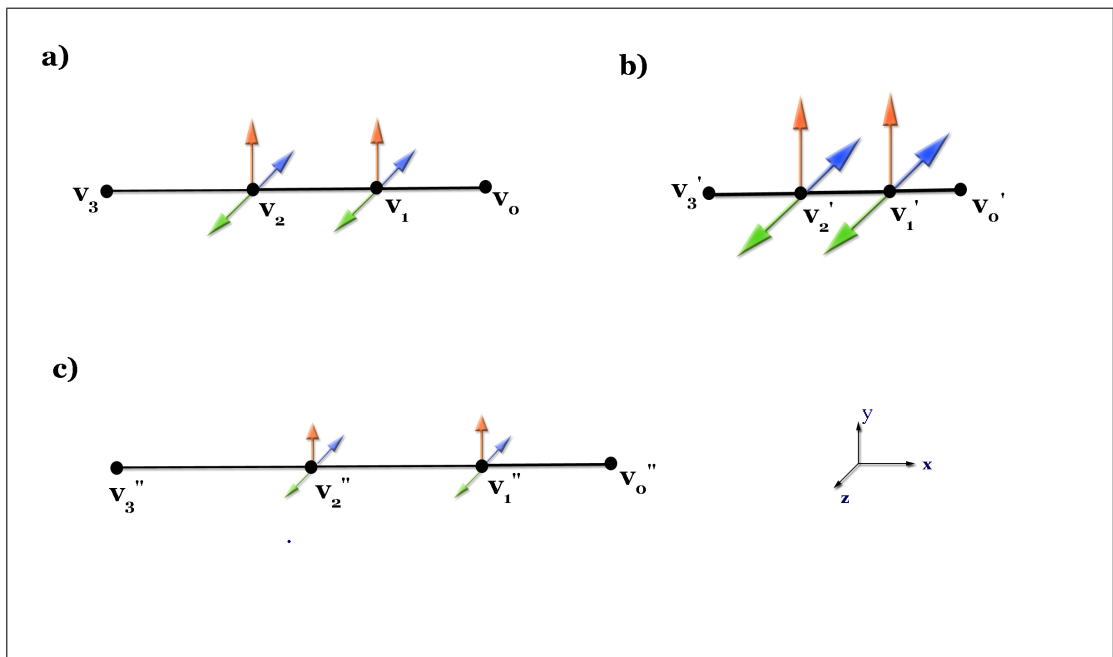 a)
v₃ v₂ v₁ v₀
b)
v₃' v₂' v₁' v₀'
c)
v₃" v₂" v₁" v₀"
y
x
z